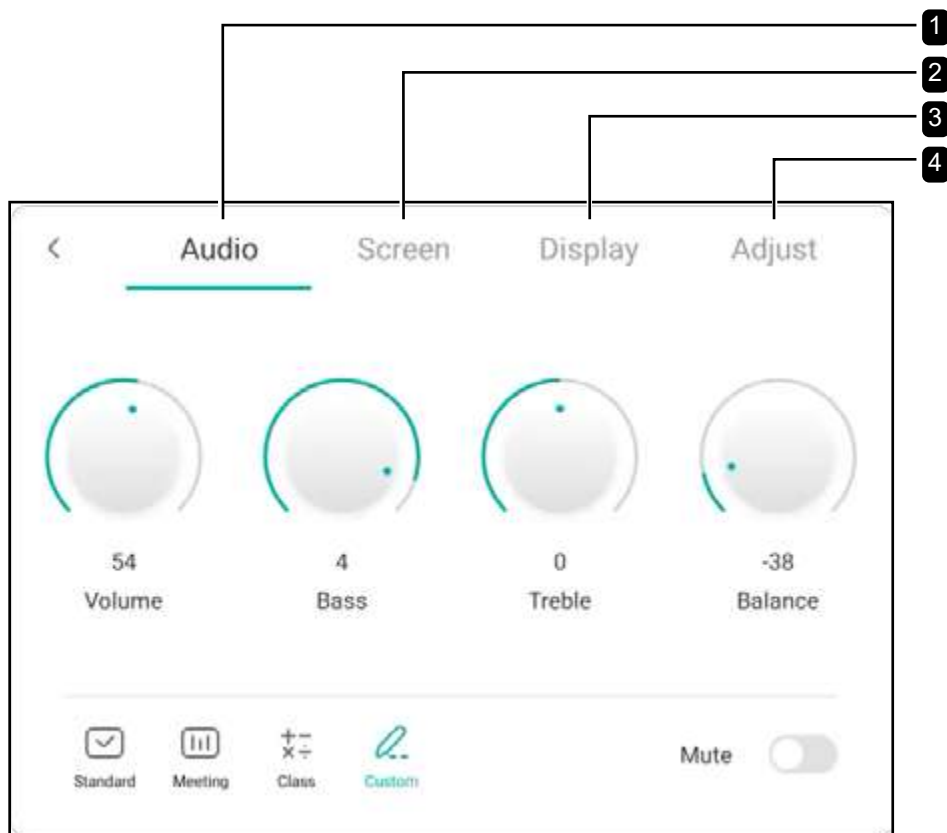 1
2
3
4
Audio Screen Display Adjust
54 4 0 -38
Volume Bass Treble Balance
Standard Meeting Class Custom Mute